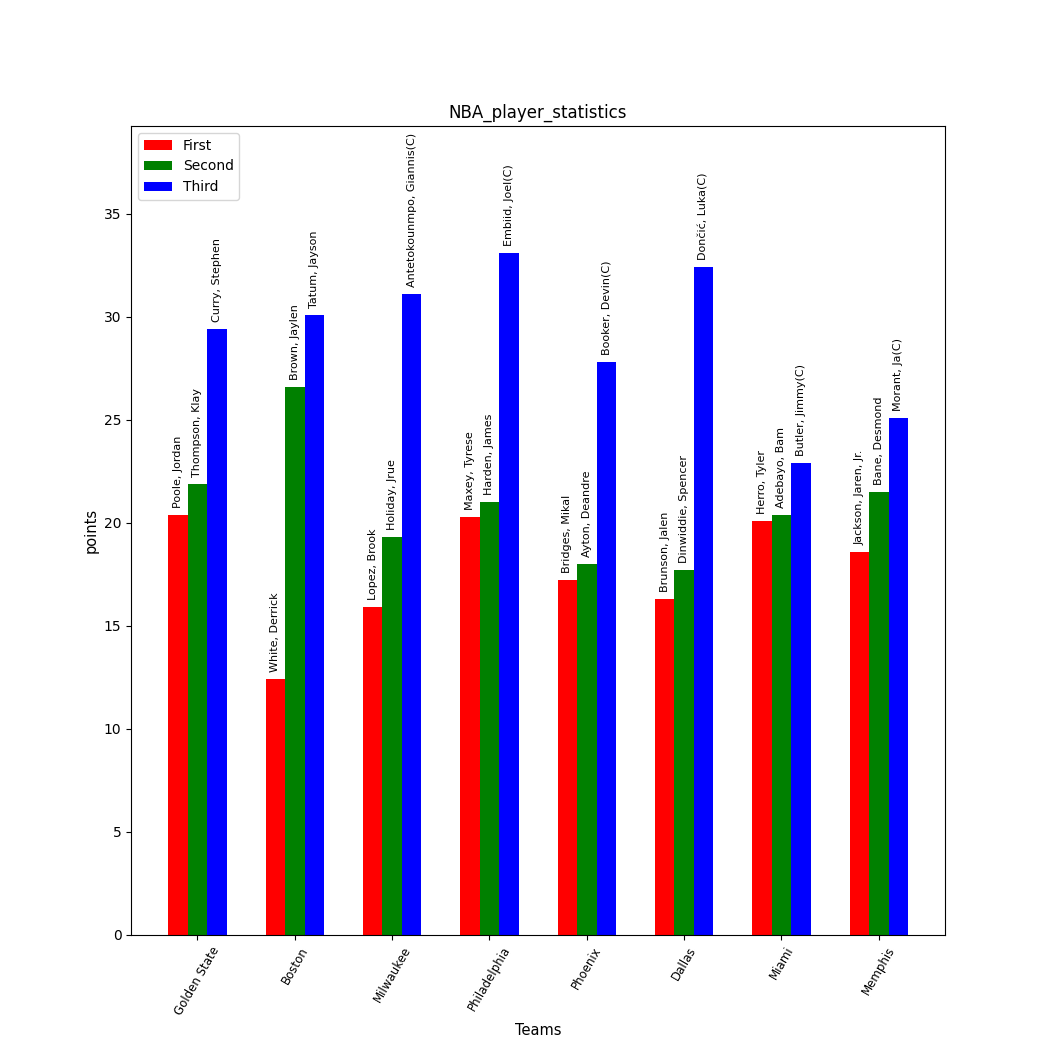 NBA_player_statistics
First
Second
Third
points
35
30
25
20
15
10
5
0
Poole, Jordan
Thompson, Klay
Curry, Stephen
White, Derrick
Brown, Jaylen
Tatum, Jayson
Lopez, Brook
Holiday, Jrue
Antetokounmpo, Giannis(C)
Maxey, Tyrese
Harden, James
Embiid, Joel(C)
Bridges, Mikal
Ayton, Deandre
Booker, Devin(C)
Brunson, Jalen
Dinwiddie, Spencer
Dončić, Luka(C)
Herro, Tyler
Adebayo, Bam
Butler, Jimmy(C)
Jackson, Jaren, Jr.
Bane, Desmond
Morant, Ja(C)
Golden State
Boston
Milwaukee
Philadelphia
Phoenix
Dallas
Miami
Memphis
Teams